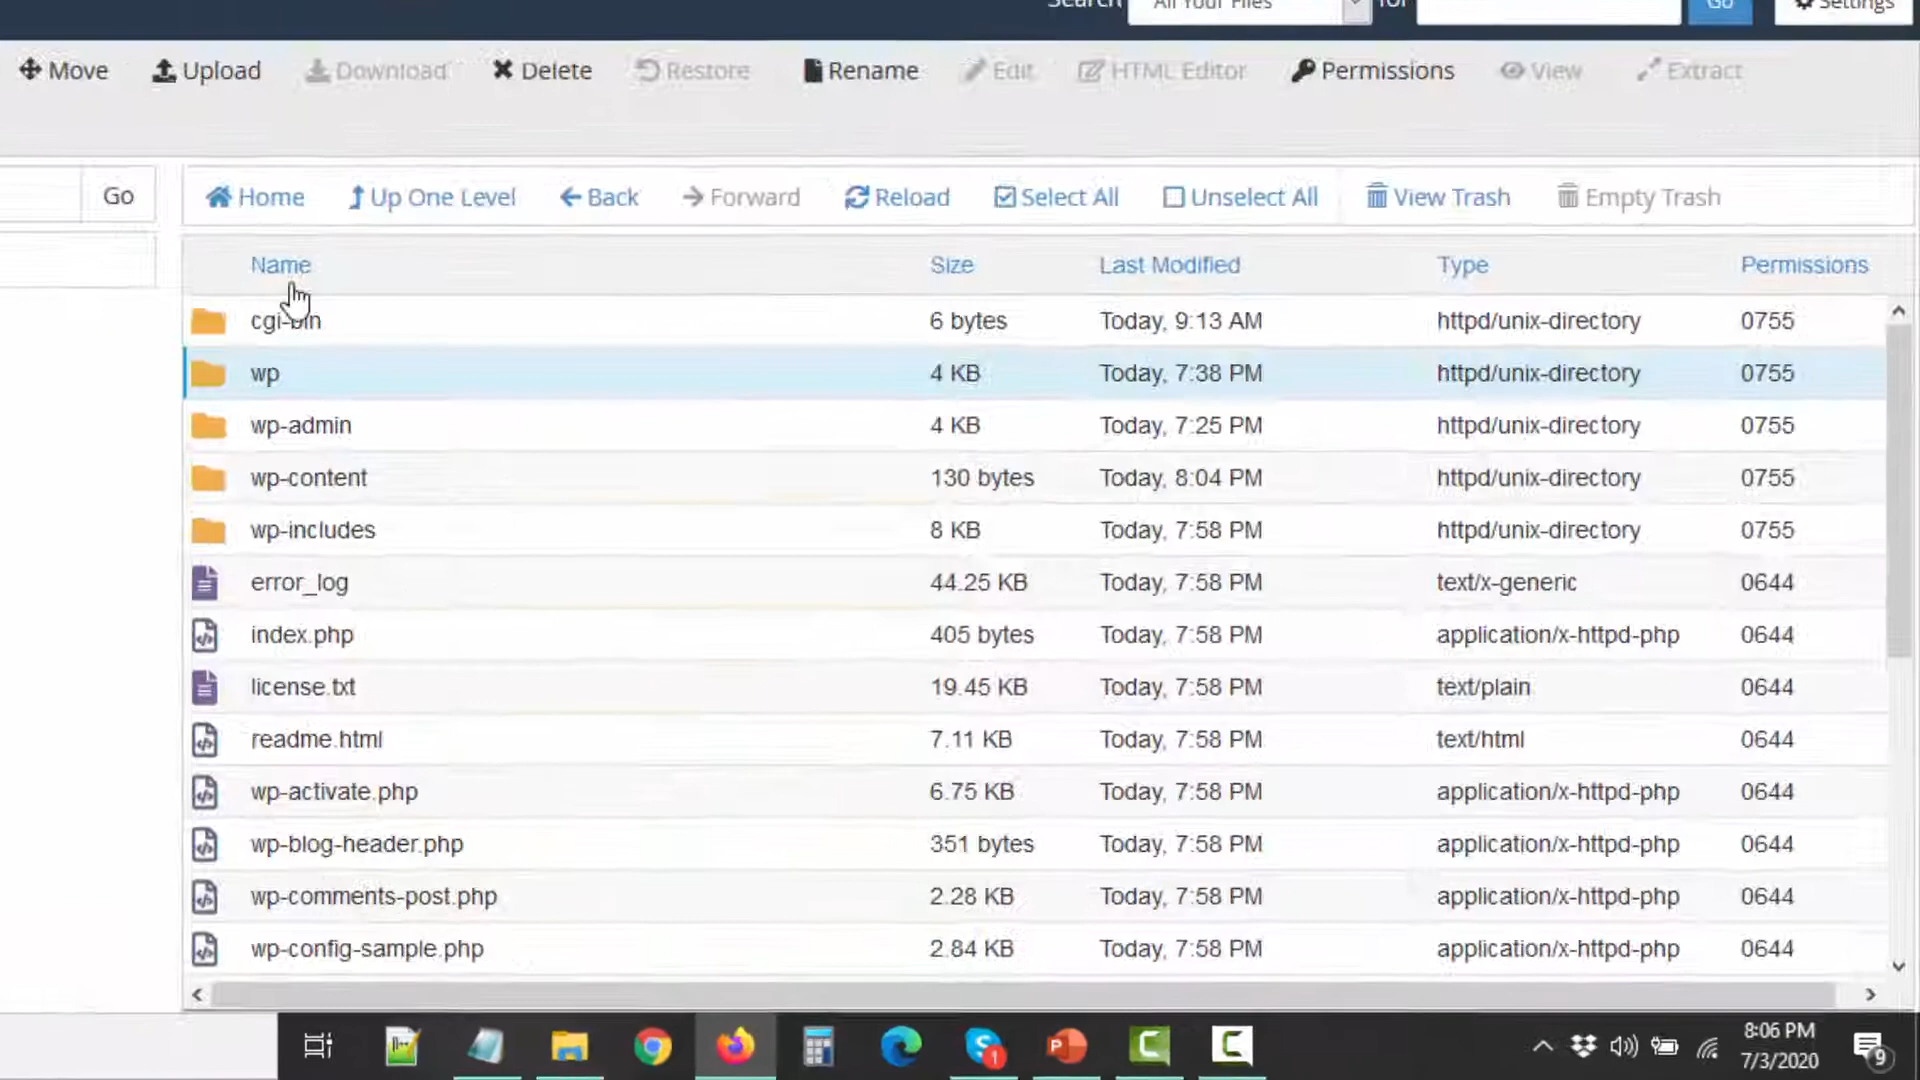 Search All Your Files for Go Settings
Move Upload Download Delete Restore Rename Edit HTML Editor Permissions View Extract
Go Home Up One Level Back Forward Reload Select All Unselect All View Trash Empty Trash
Name Size Last Modified Type Permissions
cgi-bin 6 bytes Today, 9:13 AM httpd/unix-directory 0755
wp 4 KB Today, 7:38 PM httpd/unix-directory 0755
wp-admin 4 KB Today, 7:25 PM httpd/unix-directory 0755
wp-content 130 bytes Today, 8:04 PM httpd/unix-directory 0755
wp-includes 8 KB Today, 7:58 PM httpd/unix-directory 0755
error_log 44.25 KB Today, 7:58 PM text/x-generic 0644
index.php 405 bytes Today, 7:58 PM application/x-httpd-php 0644
license.txt 19.45 KB Today, 7:58 PM text/plain 0644
readme.html 7.11 KB Today, 7:58 PM text/html 0644
wp-activate.php 6.75 KB Today, 7:58 PM application/x-httpd-php 0644
wp-blog-header.php 351 bytes Today, 7:58 PM application/x-httpd-php 0644
wp-comments-post.php 2.28 KB Today, 7:58 PM application/x-httpd-php 0644
wp-config-sample.php 2.84 KB Today, 7:58 PM application/x-httpd-php 0644
8:06 PM
7/3/2020
1
9